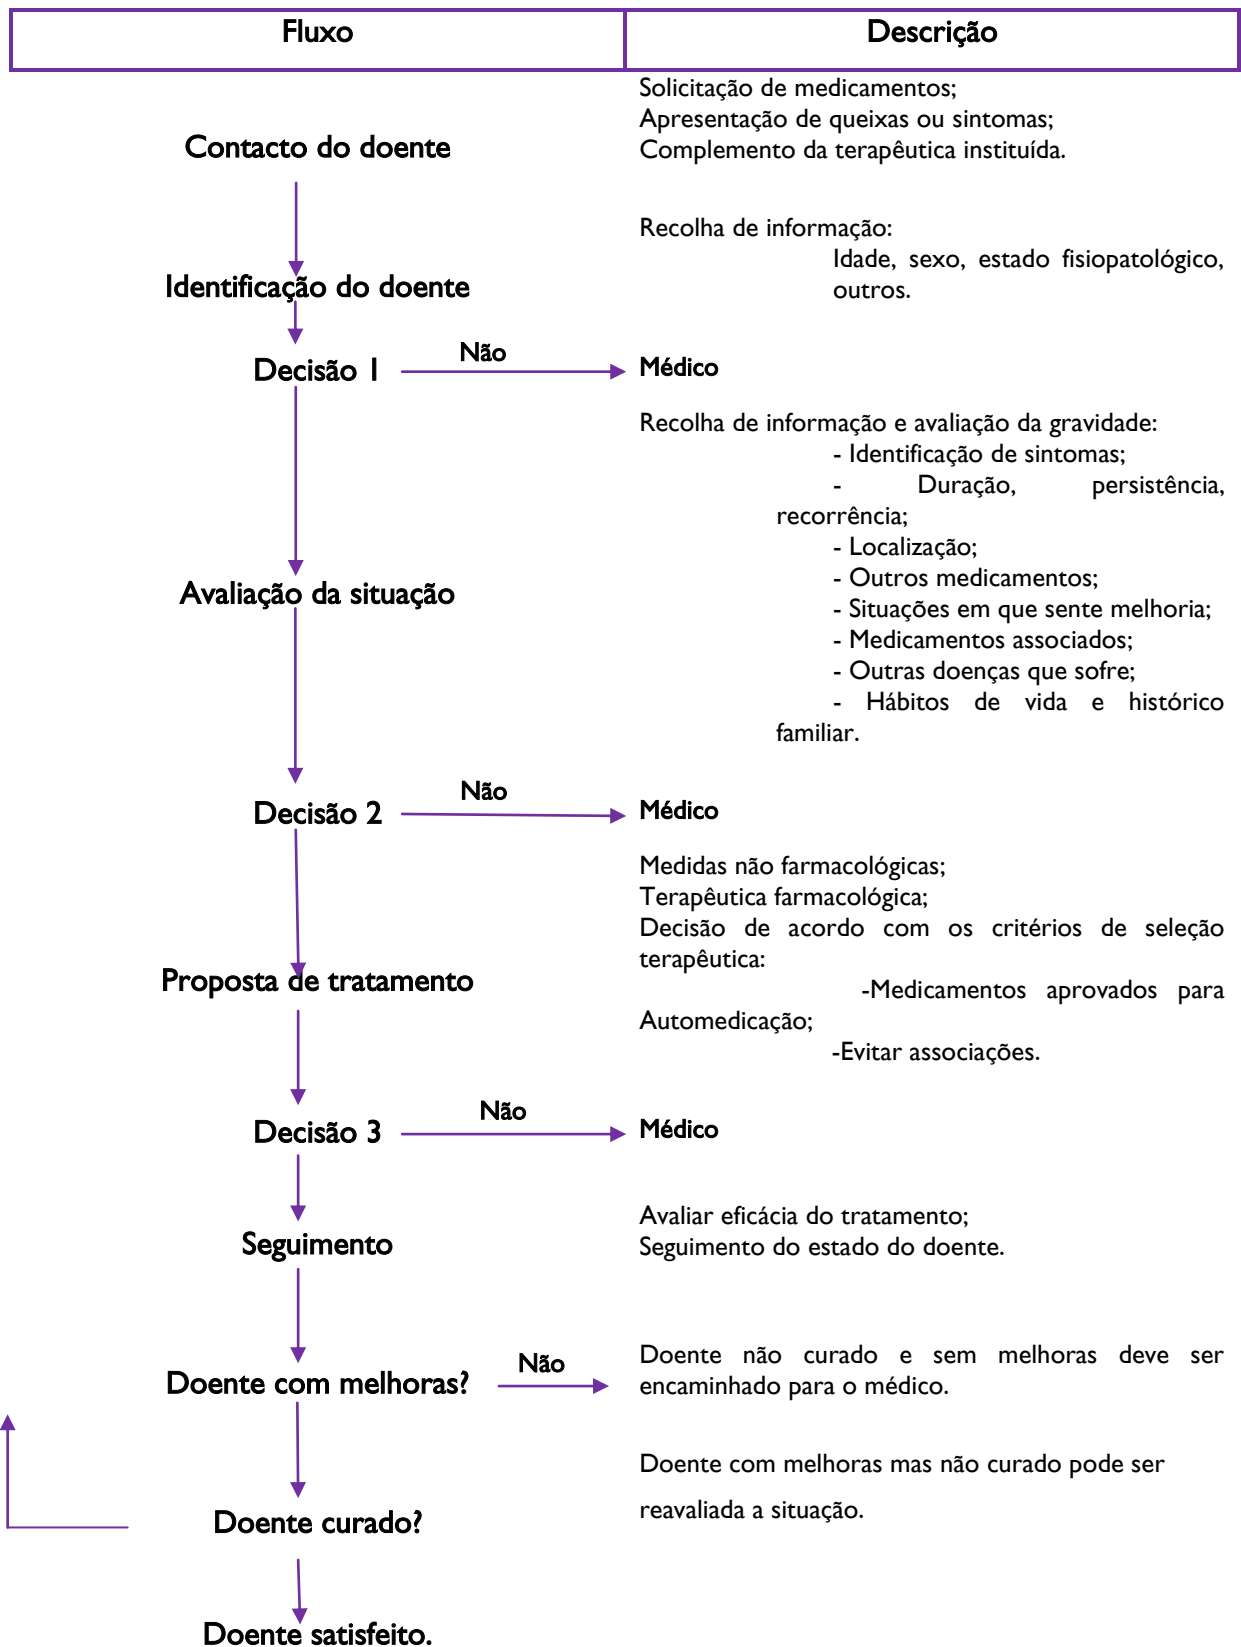 Fluxo
Descrição
Solicitação de medicamentos;
Apresentação de queixas ou sintomas;
Contacto do doente
Complemento da terapêutica instituída.
Recolha de informação:
Idade, sexo, estado fisiopatológico,
Identificação do doente
outros.
Não
Decisão 1
Médico
Recolha de informação e avaliação da gravidade:
- Identificação de sintomas;
- Duração, persistência,
recorrência;
- Localização;
- Outros medicamentos;
Avaliação da situação
- Situações em que sente melhoria;
- Medicamentos associados;
- Outras doenças que sofre;
- Hábitos de vida e histórico
familiar.
Não
Decisão 2
Médico
Medidas não farmacológicas;
Terapêutica farmacológica;
Decisão de acordo com os critérios de seleção
terapêutica:
Proposta de tratamento
-Medicamentos aprovados para
Automedicação;
-Evitar associações.
Não
Decisão 3
Médico
Avaliar eficácia do tratamento;
Seguimento
Seguimento do estado do doente.
Não
Doente não curado e sem melhoras deve ser
Doente com melhoras?
encaminhado para o médico.
Doente com melhoras mas não curado pode ser
reavaliada a situação.
Doente curado?
Doente satisfeito.